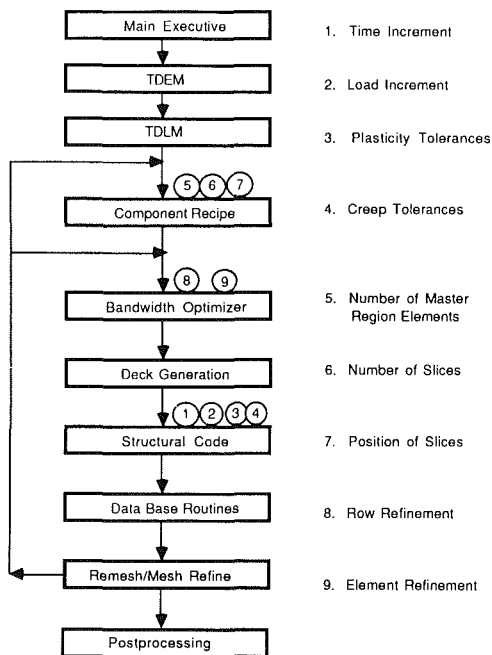 Main Executive
TDEM
TDLM
5 6 7
Component Recipe
8 9
Bandwidth Optimizer
Deck Generation
1 2 3 4
Structural Code
Data Base Routines
Remesh/Mesh Refine
Postprocessing
1. Time Increment
2. Load Increment
3. Plasticity Tolerances
4. Creep Tolerances
5. Number of Master
Region Elements
6. Number of Slices
7. Position of Slices
8. Row Refinement
9. Element Refinement